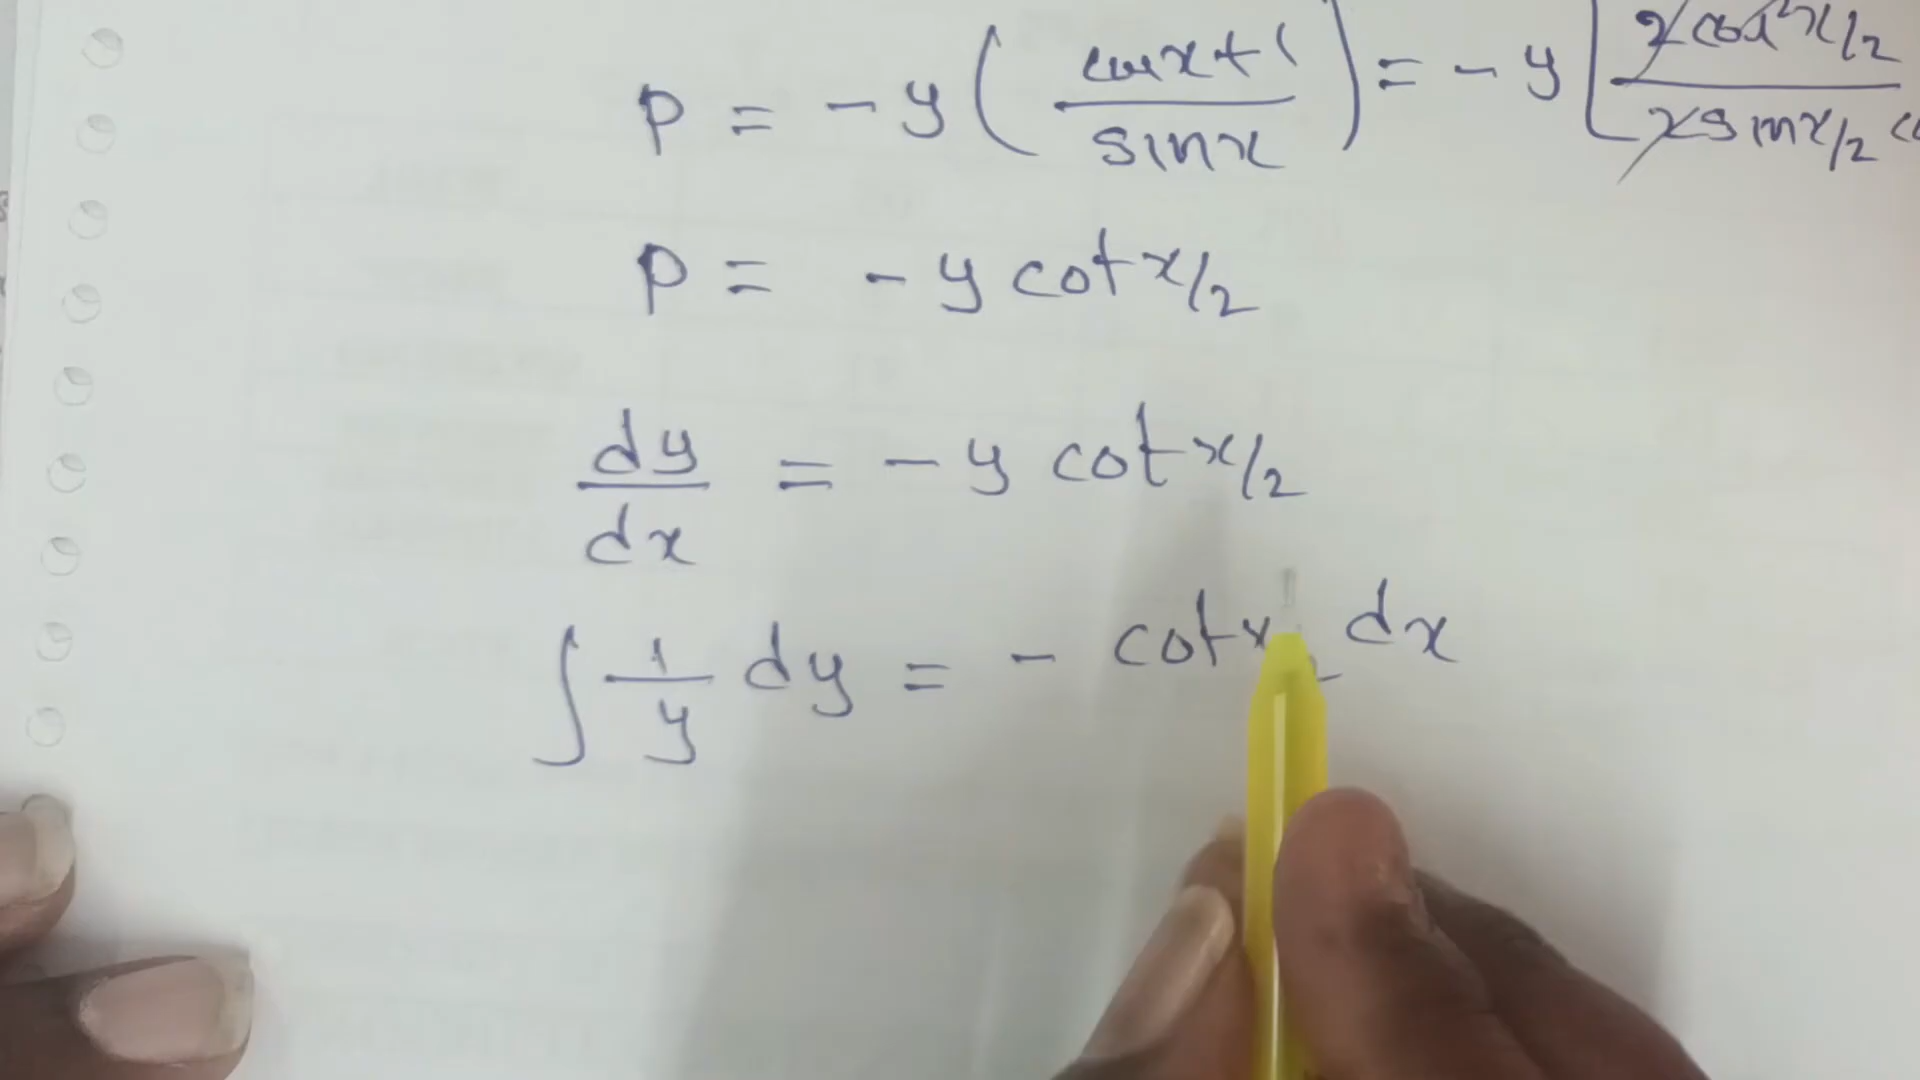 p = - y ( cos x + 1 / sin x ) = - y [ 2 cos² x/2 / 2 sin x/2
p = - y cot x/2
dy/dx = - y cot x/2
∫ 1/y dy = - cot x/2 dx